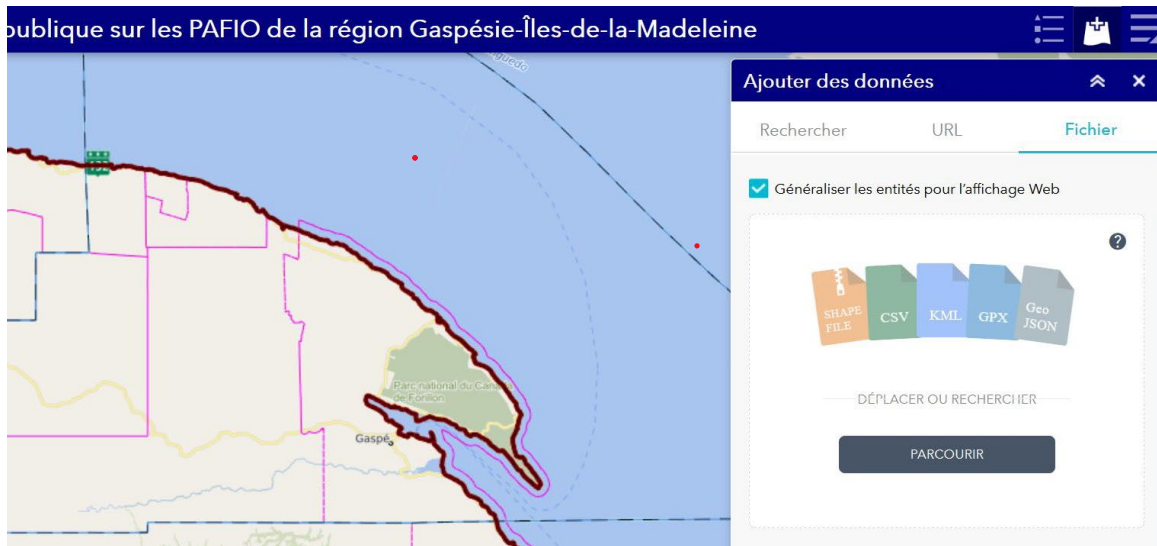 publique sur les PAFIO de la région Gaspésie-Îles-de-la-Madeleine
Ajouter des données
Rechercher
URL
Fichier
Généraliser les entités pour l'affichage Web
?
SHAPE
FILE
CSV
KML
GPX
Geo
JSON
DÉPLACER OU RECHERCHER
PARCOURIR
Parc national du Canada
de Forillon
Gaspé